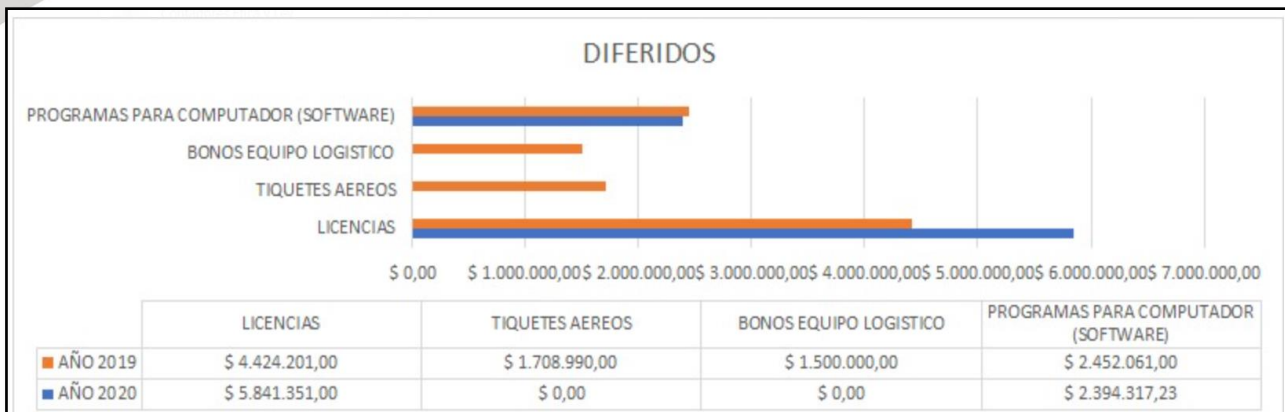 DIFERIDOS
PROGRAMAS PARA COMPUTADOR (SOFTWARE)
BONOS EQUIPO LOGISTICO
TIQUETES AEREOS
LICENCIAS
$ 0,00 $ 1.000.000,00 $ 2.000.000,00 $ 3.000.000,00 $ 4.000.000,00 $ 5.000.000,00 $ 6.000.000,00 $ 7.000.000,00
LICENCIAS TIQUETES AEREOS BONOS EQUIPO LOGISTICO PROGRAMAS PARA COMPUTADOR
(SOFTWARE)
AÑO 2019 $ 4.424.201,00 $ 1.708.990,00 $ 1.500.000,00 $ 2.452.061,00
AÑO 2020 $ 5.841.351,00 $ 0,00 $ 0,00 $ 2.394.317,23